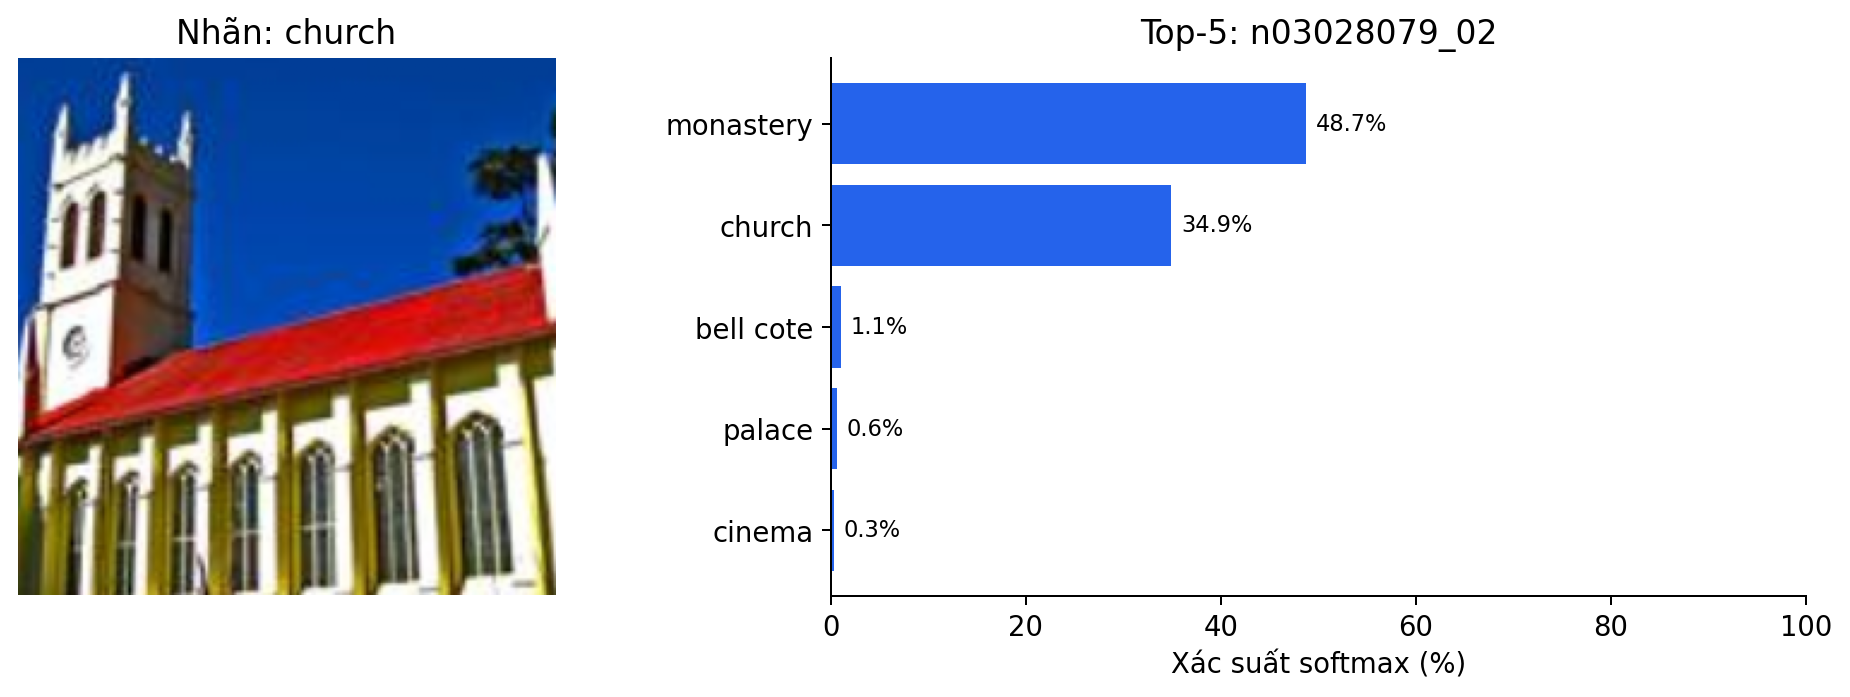 Nhãn: church
Top-5: n03028079_02
monastery
48.7%
church
34.9%
bell cote
1.1%
palace
0.6%
cinema
0.3%
0 20 40 60 80 100
Xác suất softmax (%)